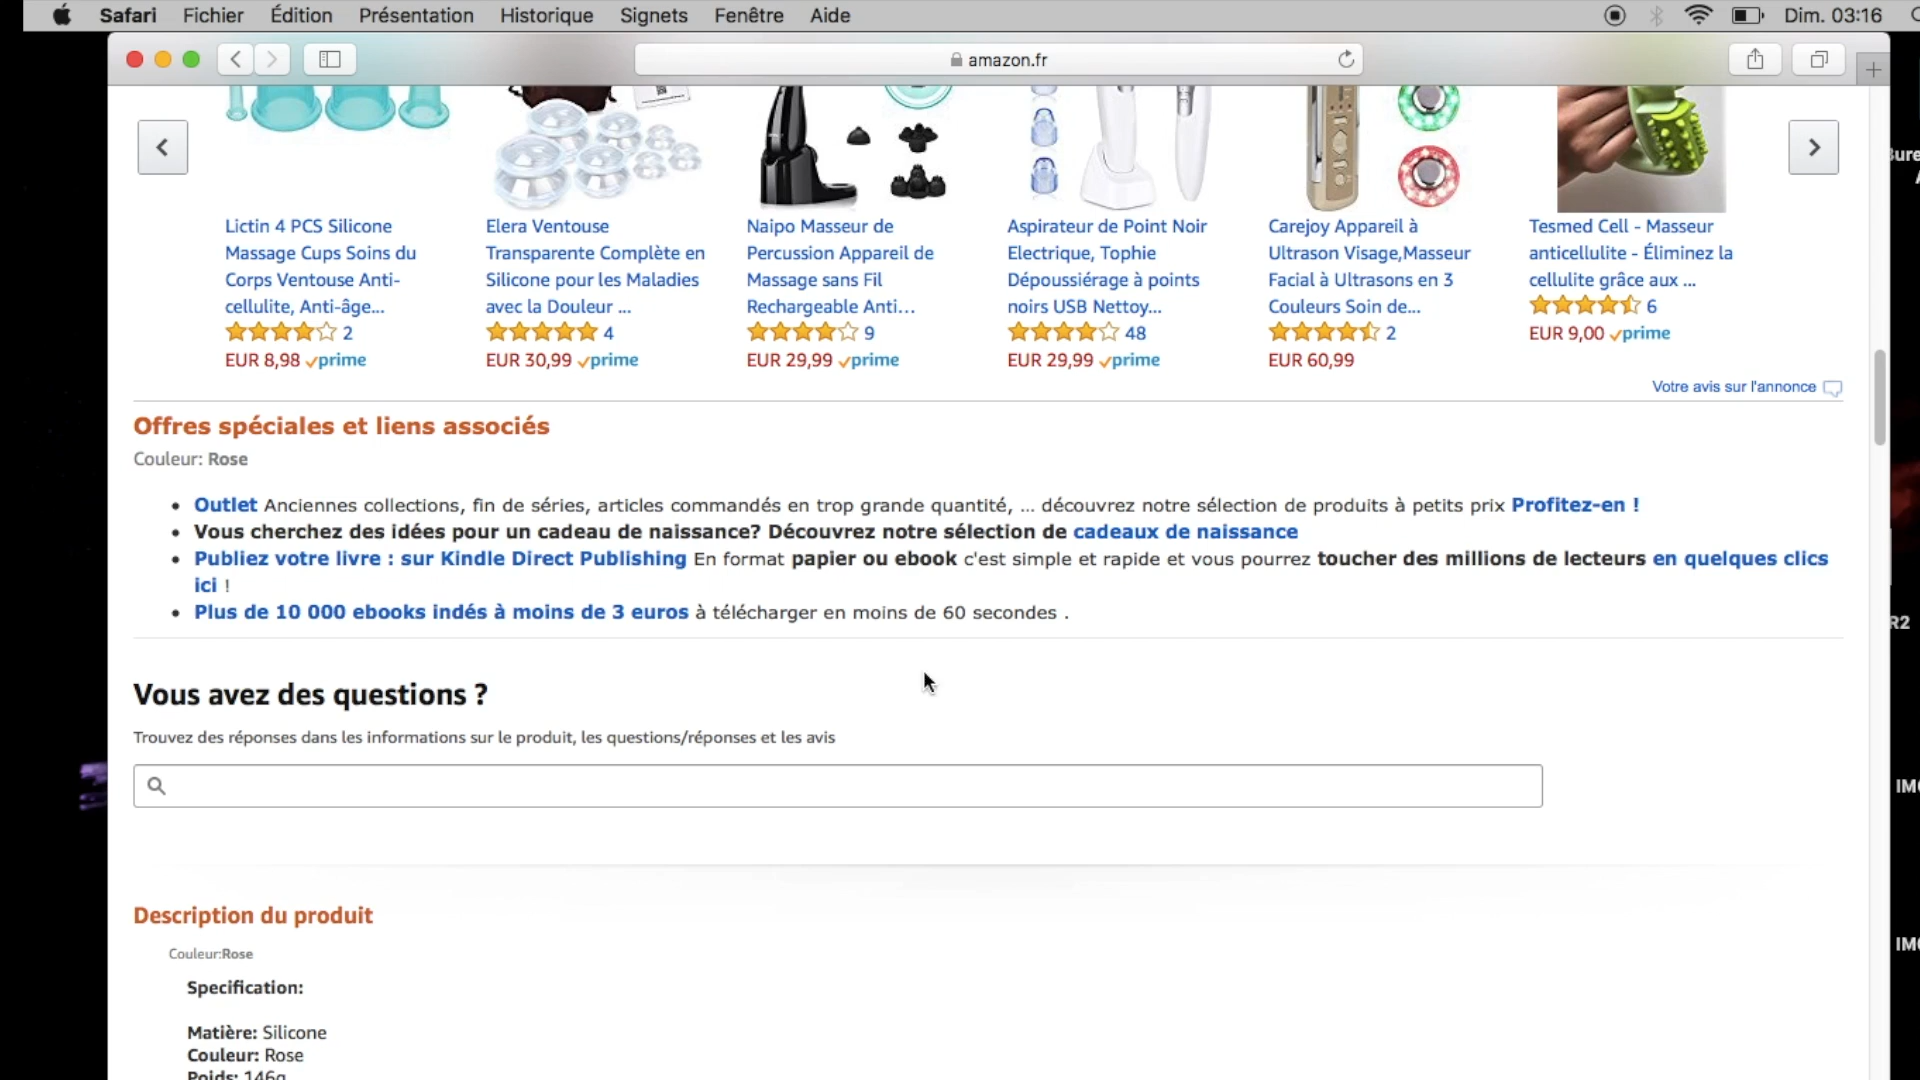 Safari Fichier Édition Présentation Historique Signets Fenêtre Aide Dim. 03:16
amazon.fr
Lictin 4 PCS Silicone
Massage Cups Soins du
Corps Ventouse Anti-
cellulite, Anti-âge...
2
EUR 8,98 prime
Elera Ventouse
Transparente Complète en
Silicone pour les Maladies
avec la Douleur ...
4
EUR 30,99 prime
Naipo Masseur de
Percussion Appareil de
Massage sans Fil
Rechargeable Anti...
9
EUR 29,99 prime
Aspirateur de Point Noir
Electrique, Tophie
Dépoussiérage à points
noirs USB Nettoy...
48
EUR 29,99 prime
Carejoy Appareil à
Ultrason Visage,Masseur
Facial à Ultrasons en 3
Couleurs Soin de...
2
EUR 60,99
Tesmed Cell - Masseur
anticellulite - Éliminez la
cellulite grâce aux ...
6
EUR 9,00 prime
Votre avis sur l'annonce
Offres spéciales et liens associés
Couleur: Rose
• Outlet Anciennes collections, fin de séries, articles commandés en trop grande quantité, ... découvrez notre sélection de produits à petits prix Profitez-en !
• Vous cherchez des idées pour un cadeau de naissance? Découvrez notre sélection de cadeaux de naissance
• Publiez votre livre : sur Kindle Direct Publishing En format papier ou ebook c'est simple et rapide et vous pourrez toucher des millions de lecteurs en quelques clics
ici !
• Plus de 10 000 ebooks indés à moins de 3 euros à télécharger en moins de 60 secondes .
Vous avez des questions ?
Trouvez des réponses dans les informations sur le produit, les questions/réponses et les avis
Description du produit
Couleur:Rose
Specification:
Matière: Silicone
Couleur: Rose
Poids: 146g
R2